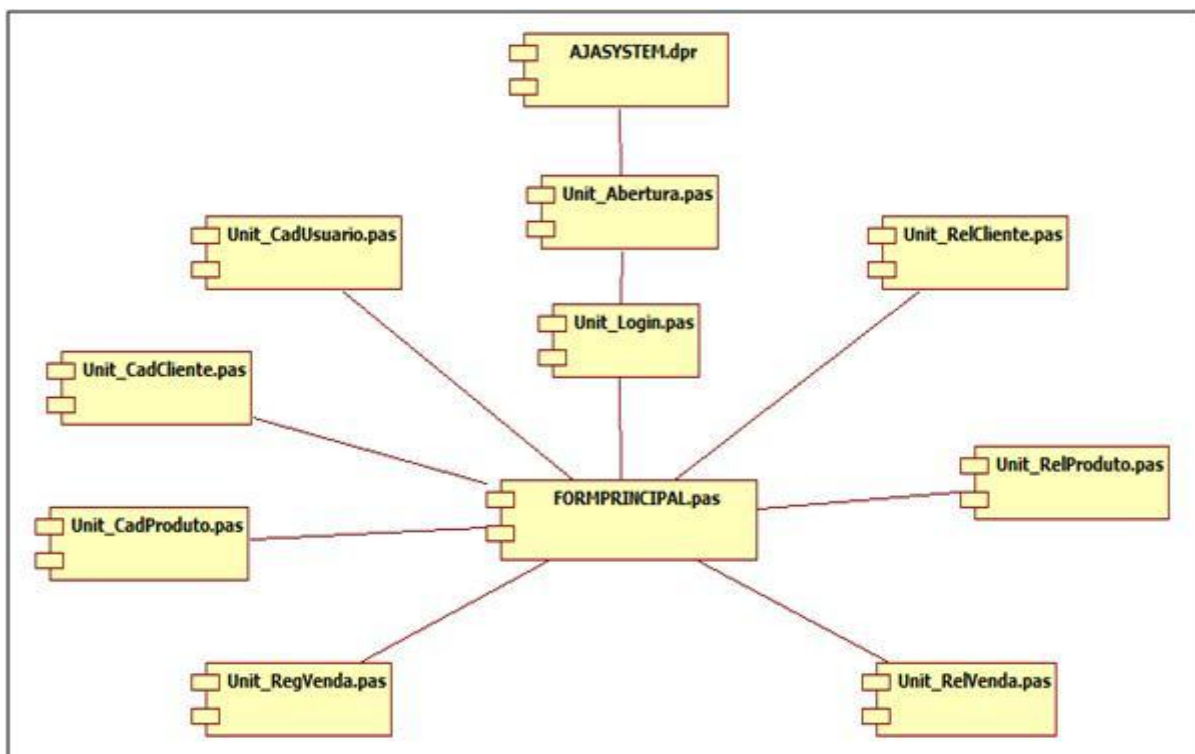 AJASYSTEM.dpr
Unit_Abertura.pas
Unit_CadUsuario.pas
Unit_RelCliente.pas
Unit_Login.pas
Unit_CadCliente.pas
Unit_RelProduto.pas
FORMPRINCIPAL.pas
Unit_CadProduto.pas
Unit_RegVenda.pas
Unit_RelVenda.pas